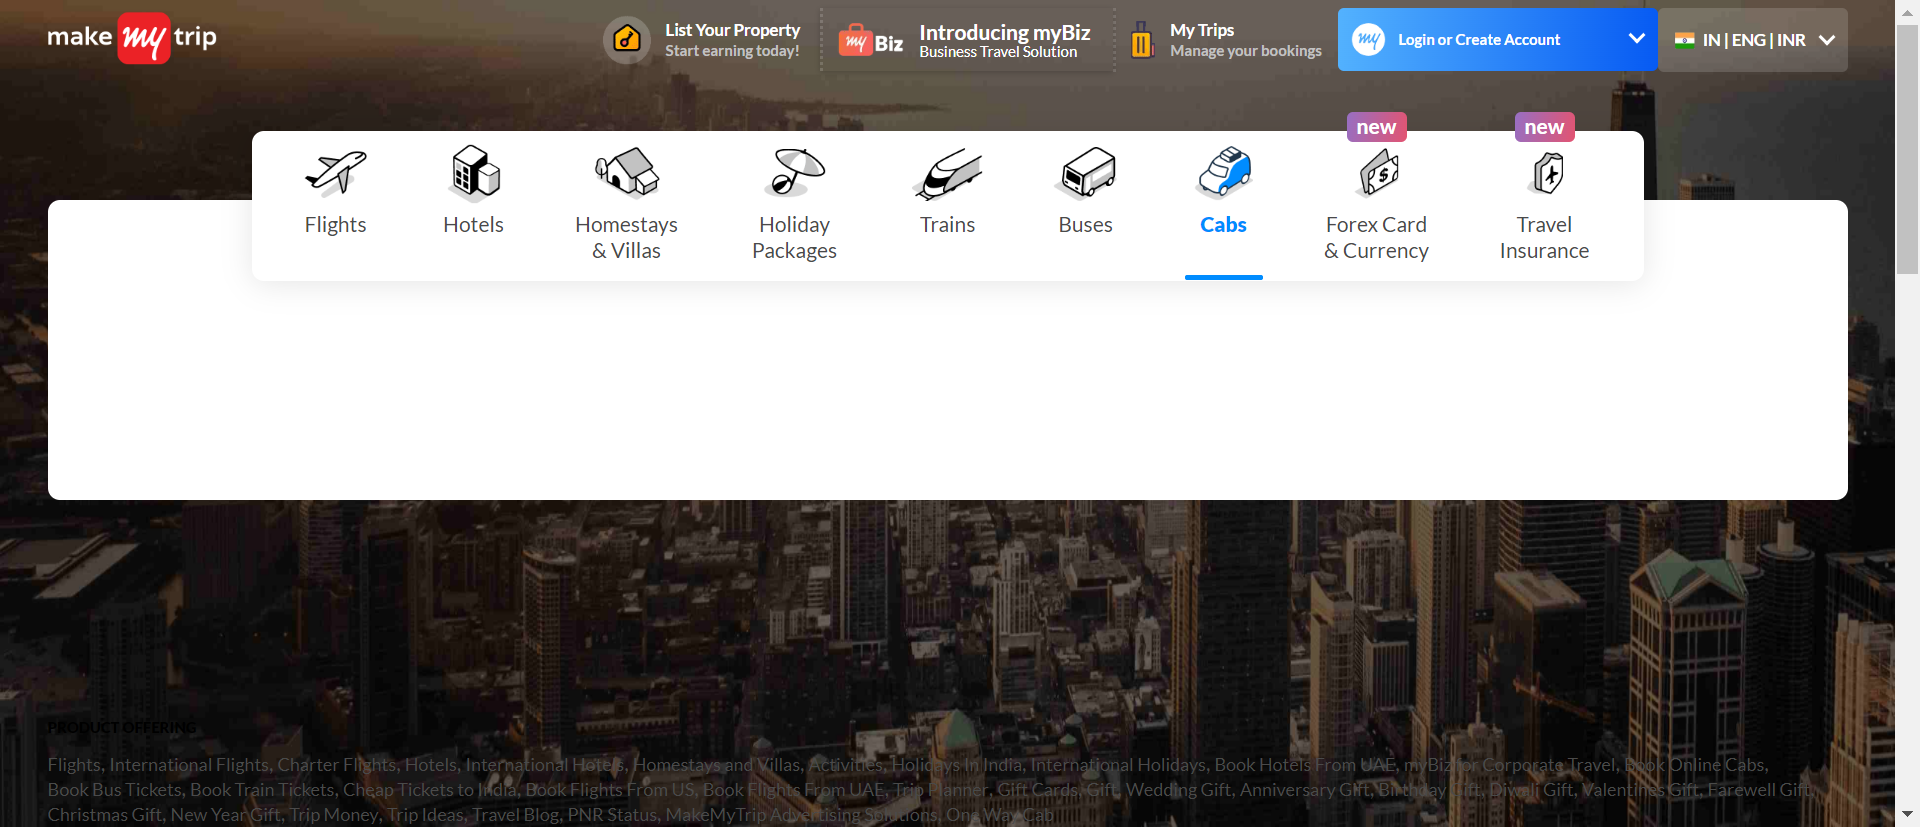 make my trip
List Your Property
Start earning today!
my Biz
Introducing myBiz
Business Travel Solution
My Trips
Manage your bookings
my
Login or Create Account
IN | ENG | INR
new
new
Flights
Hotels
Homestays
& Villas
Holiday
Packages
Trains
Buses
Cabs
Forex Card
& Currency
Travel
Insurance
PRODUCT OFFERING
Flights, International Flights, Charter Flights, Hotels, International Hotels, Homestays and Villas, Activities, Holidays In India, International Holidays, Book Hotels From UAE, myBiz for Corporate Travel, Book Online Cabs,
Book Bus Tickets, Book Train Tickets, Cheap Tickets to India, Book Flights From US, Book Flights From UAE, Trip Planner, Gift Cards, Gift, Wedding Gift, Anniversary Gift, Birthday Gift, Diwali Gift, Valentines Gift, Farewell Gift,
Christmas Gift, New Year Gift, Trip Money, Trip Ideas, Travel Blog, PNR Status, MakeMyTrip Advertising Solutions, One Way Cab